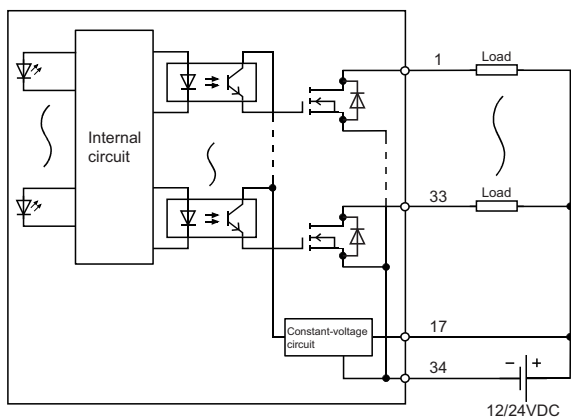 1
Load
Internal
circuit
33
Load
Constant-voltage
circuit
17
34
− +
12/24VDC